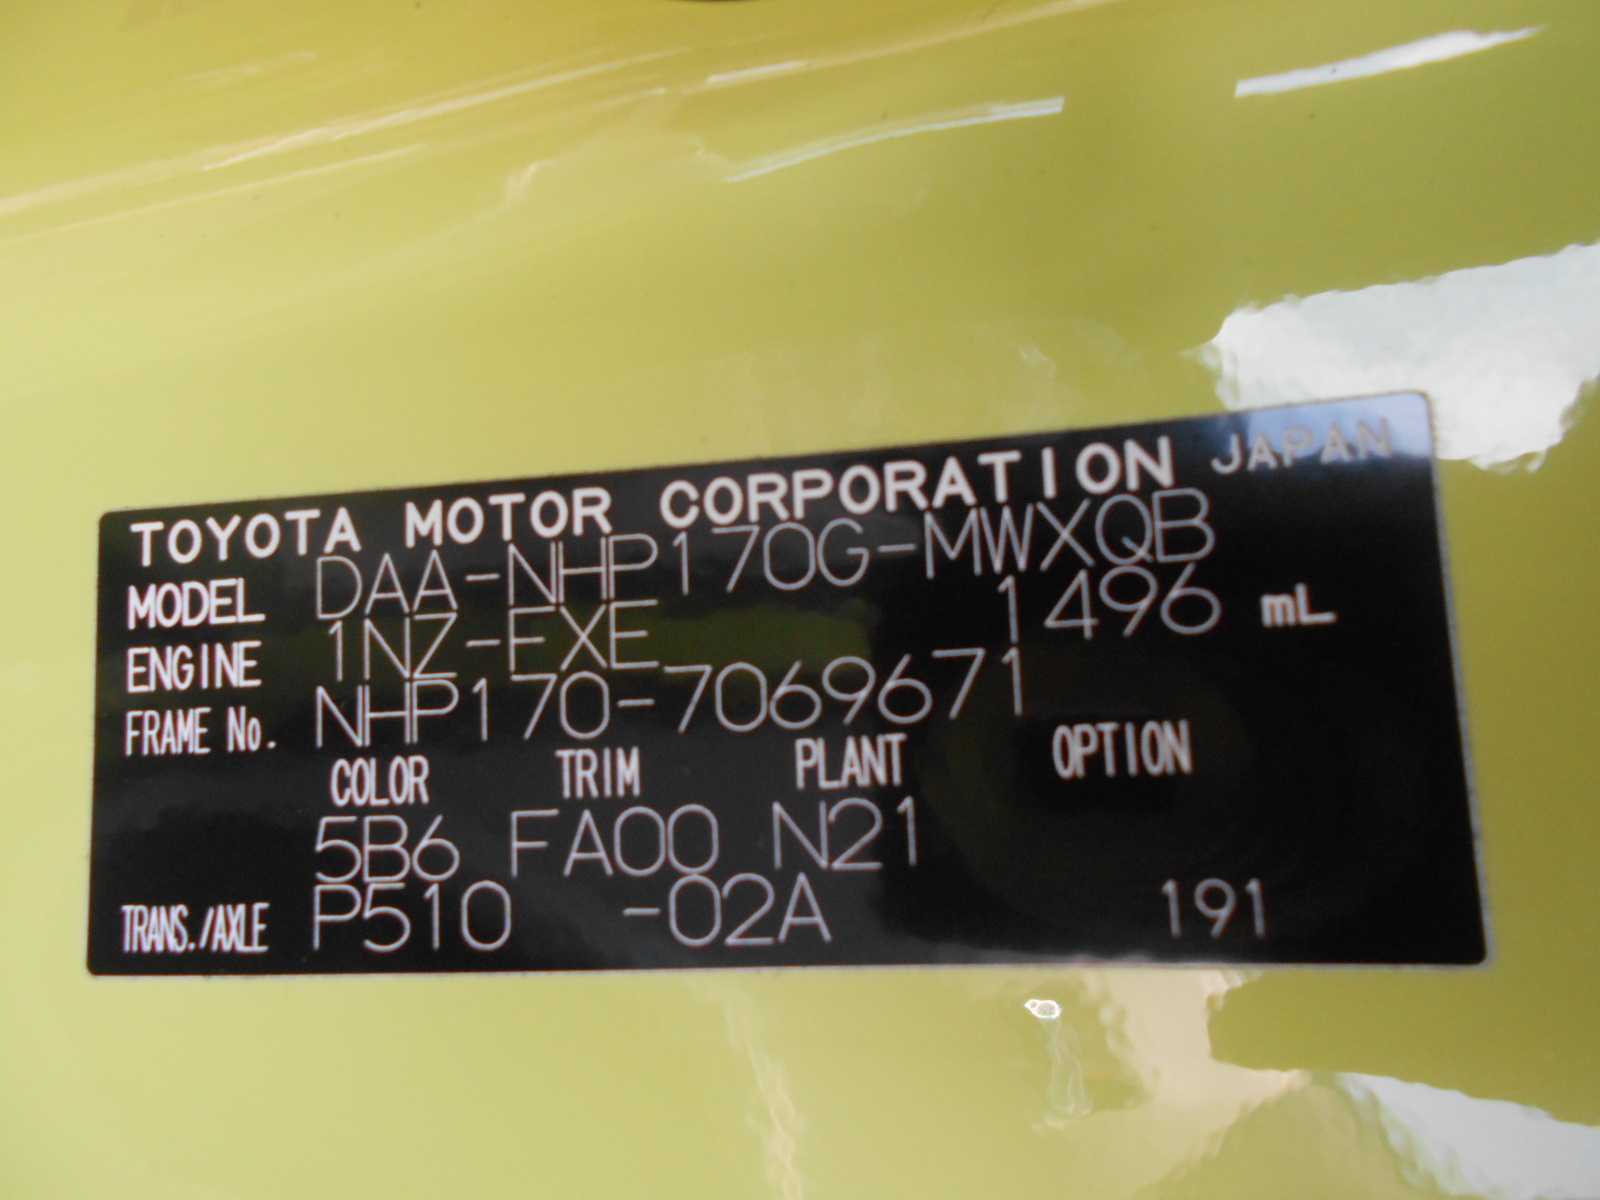 TOYOTA MOTOR CORPORATION JAPAN
MODEL DAA-NHP170G-MWXQB
ENGINE 1NZ-FXE 1496 mL
FRAME No. NHP170-7069671
COLOR TRIM PLANT OPTION
5B6 FA00 N21
TRANS./AXLE P510 -02A 191